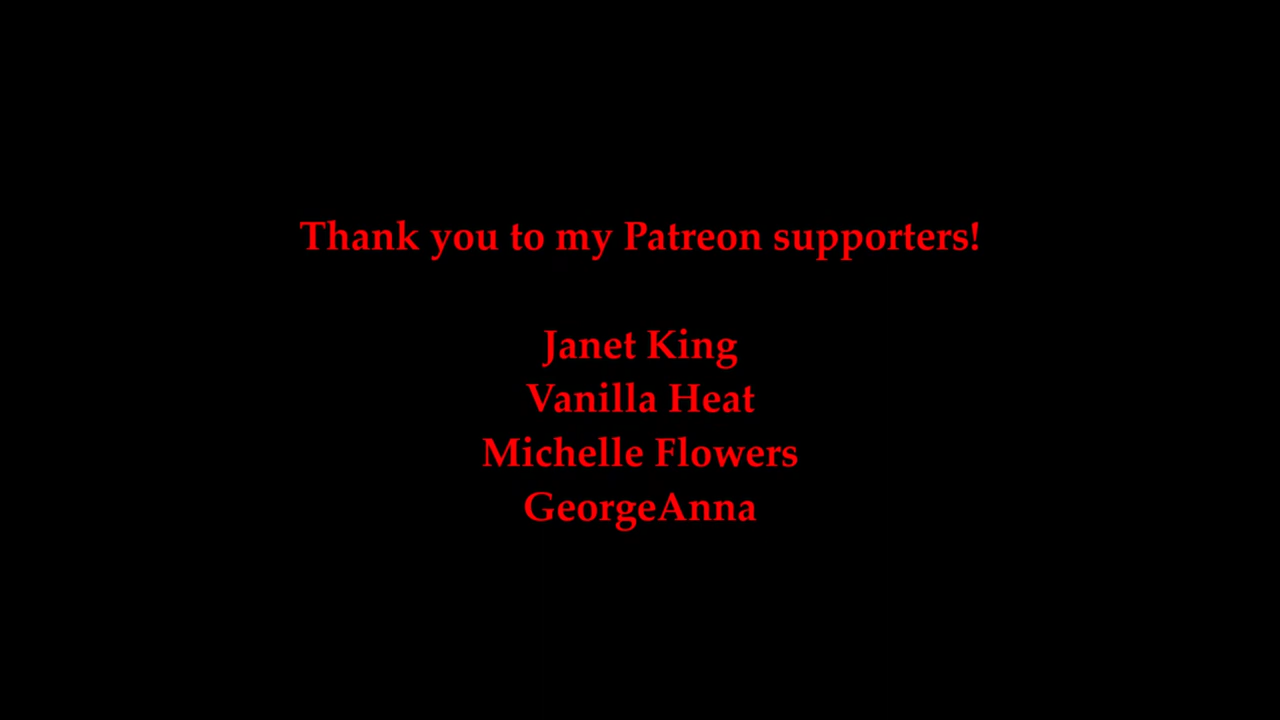 Thank you to my Patreon supporters!
Janet King
Vanilla Heat
Michelle Flowers
GeorgeAnna